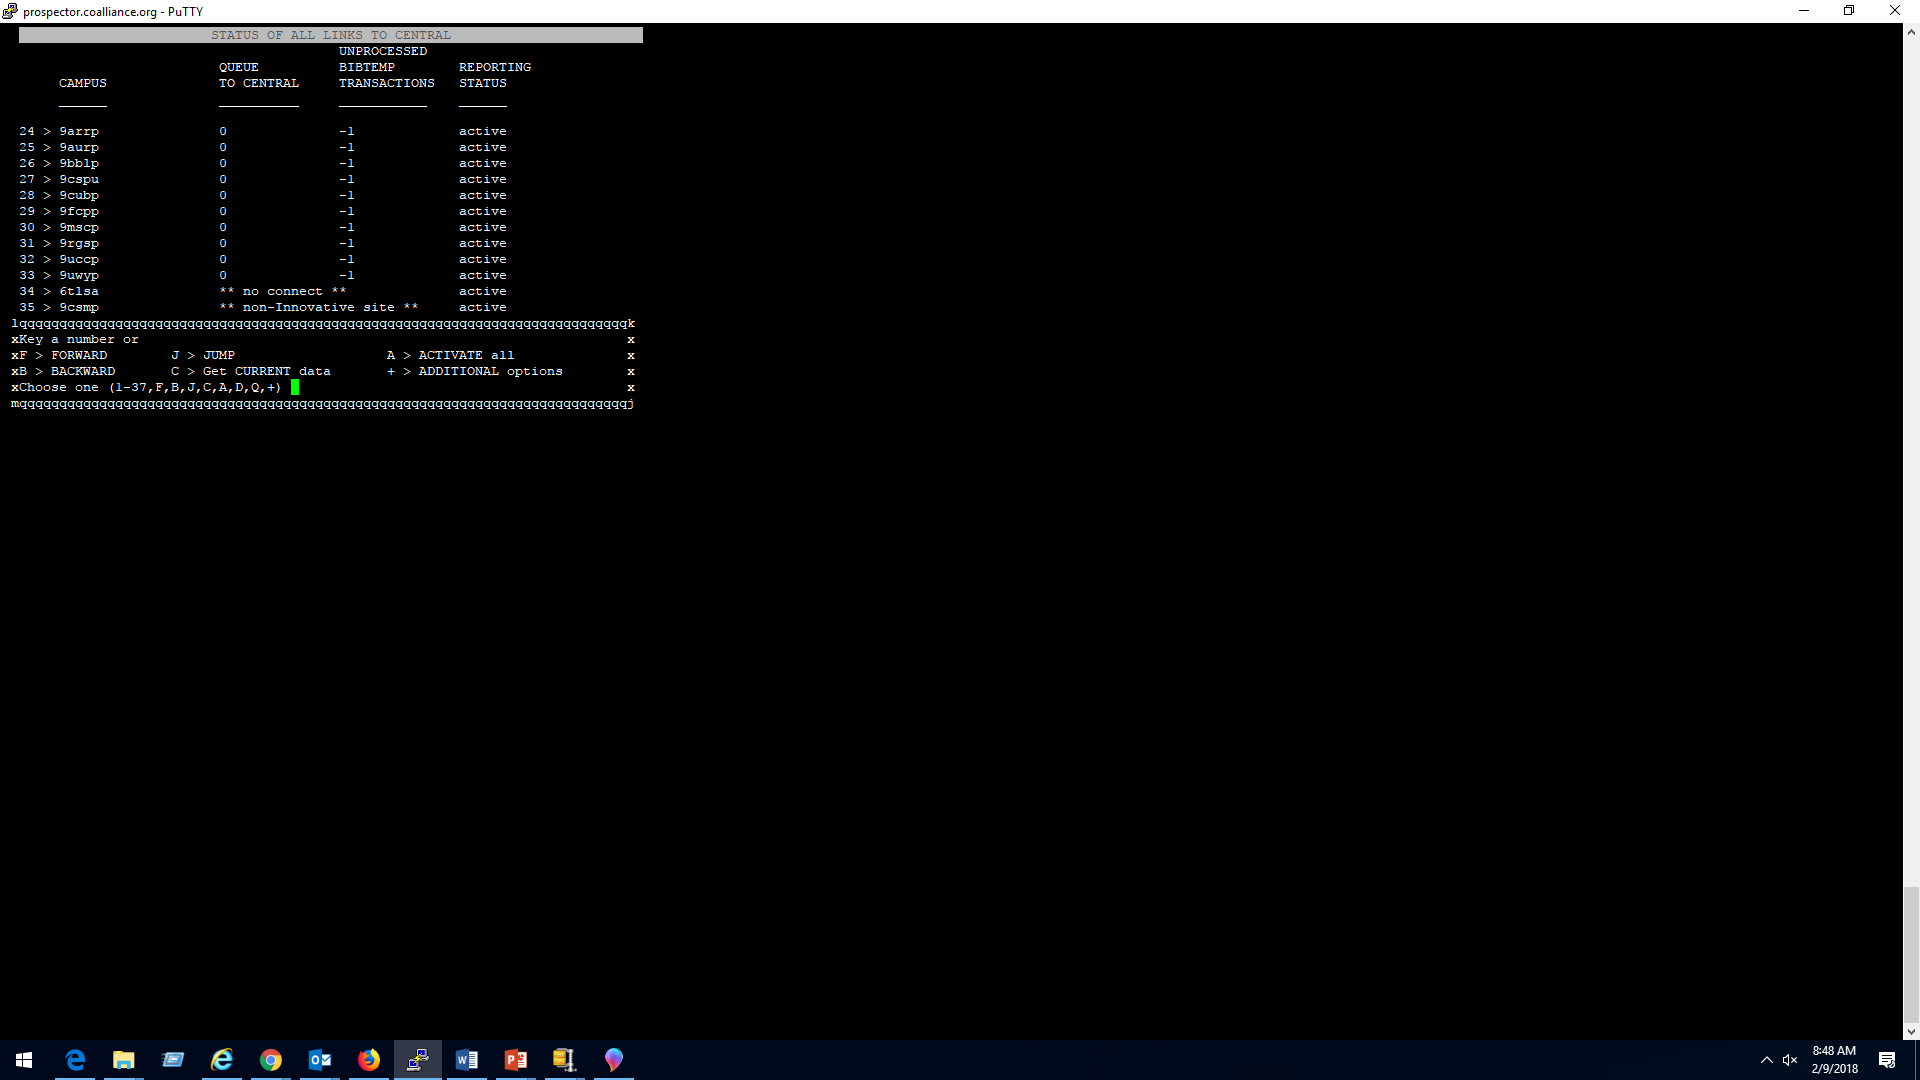 prospector.coalliance.org - PuTTY
STATUS OF ALL LINKS TO CENTRAL
UNPROCESSED
QUEUE BIBTEMP REPORTING
CAMPUS TO CENTRAL TRANSACTIONS STATUS
24 > 9arrp 0 -1 active
25 > 9aurp 0 -1 active
26 > 9bblp 0 -1 active
27 > 9cspu 0 -1 active
28 > 9cubp 0 -1 active
29 > 9fcpp 0 -1 active
30 > 9mscp 0 -1 active
31 > 9rgsp 0 -1 active
32 > 9uccp 0 -1 active
33 > 9uwyp 0 -1 active
34 > 6tlsa ** no connect ** active
35 > 9csmp ** non-Innovative site ** active
lqqqqqqqqqqqqqqqqqqqqqqqqqqqqqqqqqqqqqqqqqqqqqqqqqqqqqqqqqqqqqqqqqqqqqqqqqqqqk
xKey a number or x
xF > FORWARD J > JUMP A > ACTIVATE all x
xB > BACKWARD C > Get CURRENT data + > ADDITIONAL options x
xChoose one (1-37,F,B,J,C,A,D,Q,+) x
mqqqqqqqqqqqqqqqqqqqqqqqqqqqqqqqqqqqqqqqqqqqqqqqqqqqqqqqqqqqqqqqqqqqqqqqqqqqqj
8:48 AM
2/9/2018